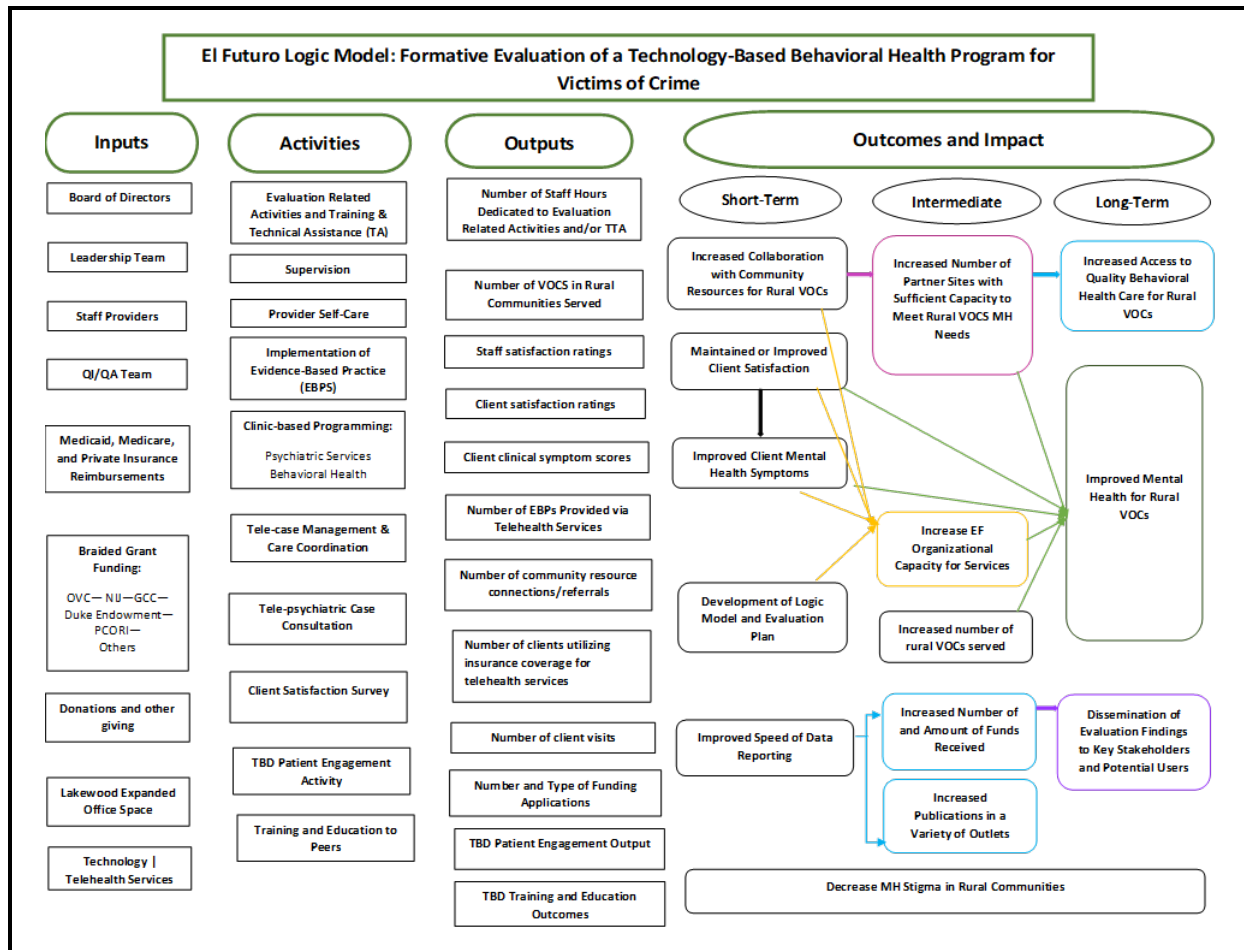 El Futuro Logic Model: Formative Evaluation of a Technology-Based Behavioral Health Program for
Victims of Crime
Inputs
Board of Directors
Leadership Team
Staff Providers
QI/QA Team
Medicaid, Medicare,
and Private Insurance
Reimbursements
Braided Grant
Funding:
OVC— NIJ—GCC—
Duke Endowment—
PCORI—
Others
Donations and other
giving
Lakewood Expanded
Office Space
Technology |
Telehealth Services
Activities
Evaluation Related
Activities and Training &
Technical Assistance (TA)
Supervision
Provider Self-Care
Implementation of
Evidence-Based Practice
(EBPS)
Clinic-based Programming:
Psychiatric Services
Behavioral Health
Tele-case Management &
Care Coordination
Tele-psychiatric Case
Consultation
Client Satisfaction Survey
TBD Patient Engagement
Activity
Training and Education to
Peers
Outputs
Number of Staff Hours
Dedicated to Evaluation
Related Activities and/or TTA
Number of VOCS in Rural
Communities Served
Staff satisfaction ratings
Client satisfaction ratings
Client clinical symptom scores
Number of EBPs Provided via
Telehealth Services
Number of community resource
connections/referrals
Number of clients utilizing
insurance coverage for
telehealth services
Number of client visits
Number and Type of Funding
Applications
TBD Patient Engagement Output
TBD Training and Education
Outcomes
Outcomes and Impact
Short-Term
Increased Collaboration
with Community
Resources for Rural VOCs
Maintained or Improved
Client Satisfaction
Improved Client Mental
Health Symptoms
Development of Logic
Model and Evaluation
Plan
Improved Speed of Data
Reporting
Intermediate
Increased Number of
Partner Sites with
Sufficient Capacity to
Meet Rural VOCS MH
Needs
Increase EF
Organizational
Capacity for Services
Increased number of
rural VOCs served
Increased Number of
and Amount of Funds
Received
Increased
Publications in a
Variety of Outlets
Long-Term
Increased Access to
Quality Behavioral
Health Care for Rural
VOCs
Improved Mental
Health for Rural
VOCs
Dissemination of
Evaluation Findings
to Key Stakeholders
and Potential Users
Decrease MH Stigma in Rural Communities